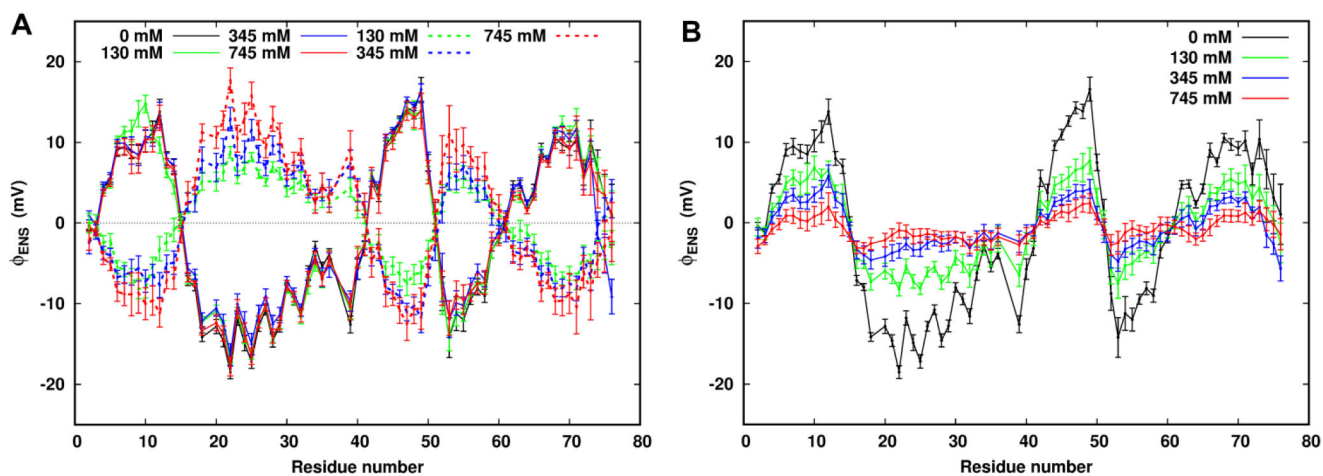 A
0 mM 345 mM 130 mM 745 mM
130 mM 745 mM 345 mM
20
10
0
-10
-20
ϕENS (mV)
0 10 20 30 40 50 60 70 80
Residue number
B
0 mM
130 mM
345 mM
745 mM
20
10
0
-10
-20
ϕENS (mV)
0 10 20 30 40 50 60 70 80
Residue number